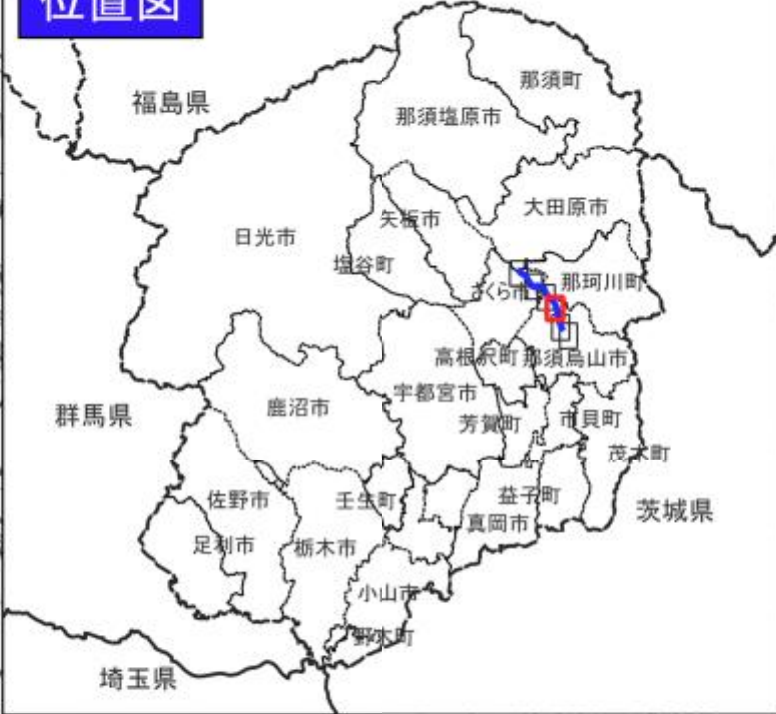 位置図
那須町
福島県
那須塩原市
大田原市
矢板市
日光市
塩谷町
那珂川町
さくら市
高根沢町
那須烏山市
宇都宮市
鹿沼市
群馬県
芳賀町
市貝町
茂木町
佐野市
壬生町
益子町
茨城県
真岡市
足利市
栃木市
小山市
野木町
埼玉県